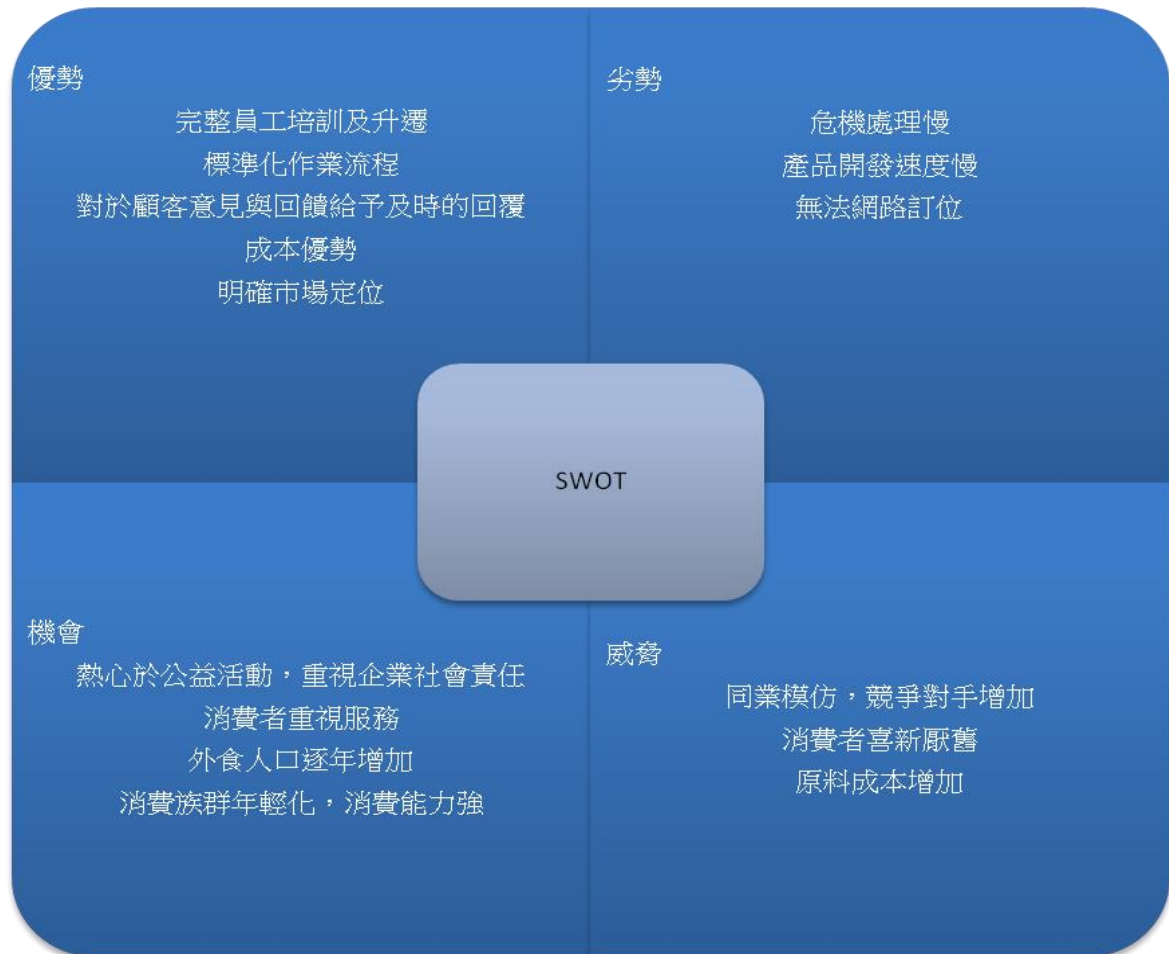 優勢
完整員工培訓及升遷
標準化作業流程
對於顧客意見與回饋給予及時的回覆
成本優勢
明確市場定位
劣勢
危機處理慢
產品開發速度慢
無法網路訂位
SWOT
機會
熱心於公益活動，重視企業社會責任
消費者重視服務
外食人口逐年增加
消費族群年輕化，消費能力強
威脅
同業模仿，競爭對手增加
消費者喜新厭舊
原料成本增加